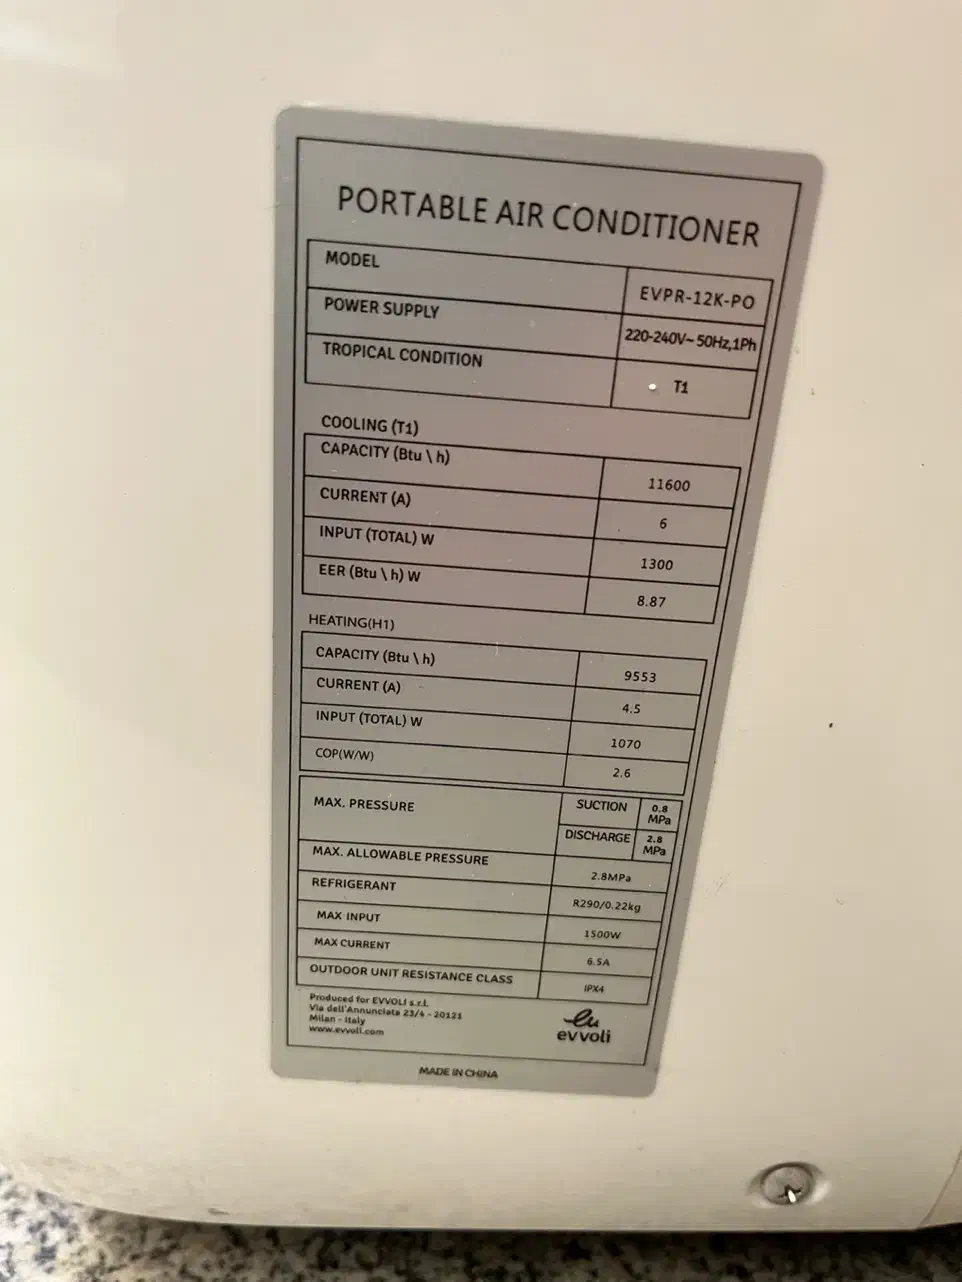 PORTABLE AIR CONDITIONER
MODEL EVPR-12K-PO
POWER SUPPLY 220-240V~ 50Hz,1Ph
TROPICAL CONDITION T1
COOLING (T1)
CAPACITY (Btu \ h) 11600
CURRENT (A) 6
INPUT (TOTAL) W 1300
EER (Btu \ h) W 8.87
HEATING(H1)
CAPACITY (Btu \ h) 9553
CURRENT (A) 4.5
INPUT (TOTAL) W 1070
COP(W/W) 2.6
MAX. PRESSURE SUCTION 0.8 MPa
DISCHARGE 2.8 MPa
MAX. ALLOWABLE PRESSURE 2.8MPa
REFRIGERANT R290/0.22kg
MAX INPUT 1500W
MAX CURRENT 6.5A
OUTDOOR UNIT RESISTANCE CLASS IPX4
Produced for EVVOLI s.r.l.
Via dell'Annunciata 23/4 - 20121
Milan - Italy
www.evvoli.com
eu
evvoli
MADE IN CHINA